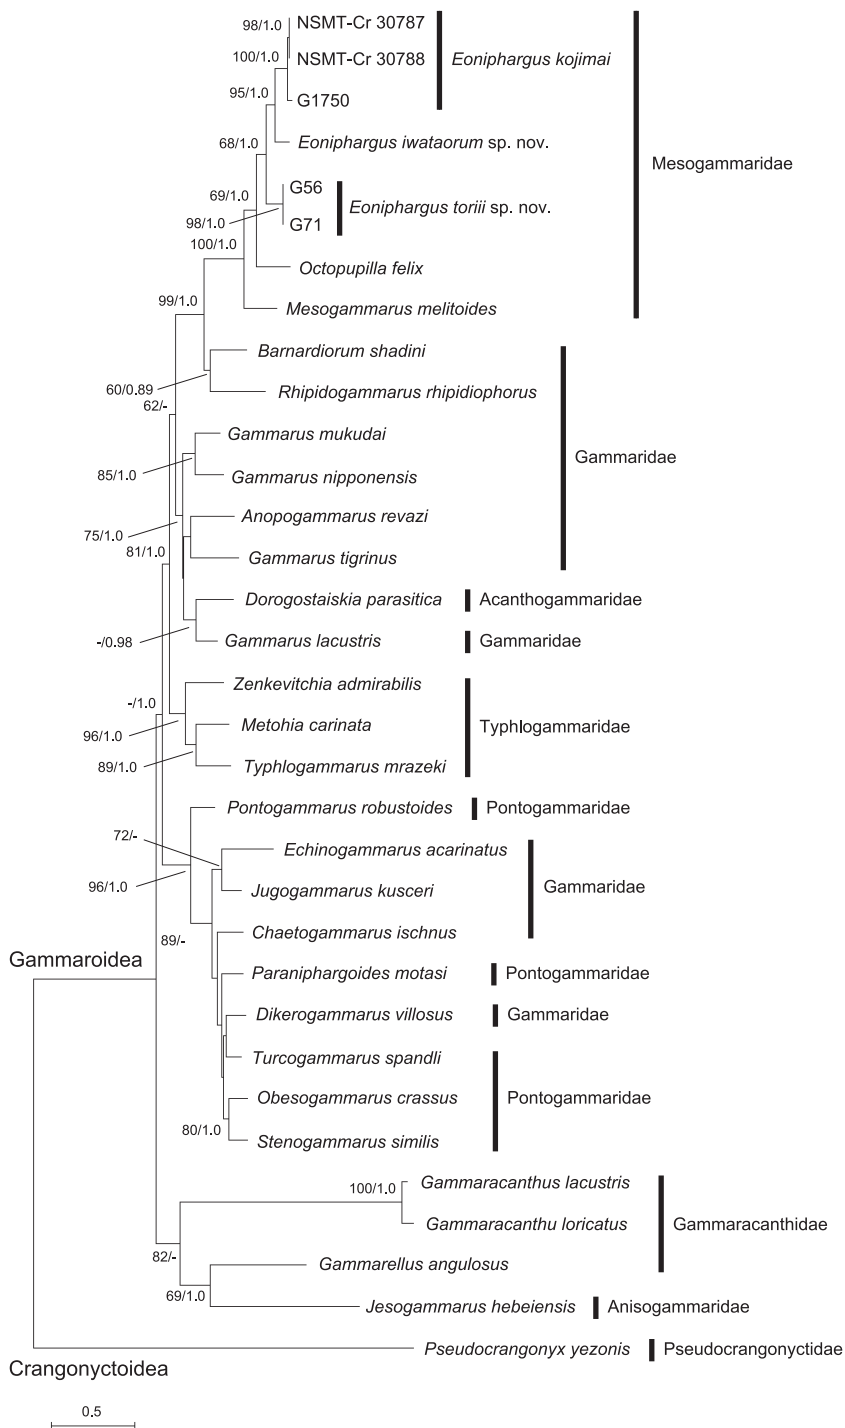 98/1.0 NSMT-Cr 30787
100/1.0 NSMT-Cr 30788 Eoniphargus kojimai
95/1.0 G1750
68/1.0 Eoniphargus iwataorum sp. nov.
Mesogammaridae
69/1.0 G56
Eoniphargus torii sp. nov.
98/1.0 G71
100/1.0
Octopupilla felix
99/1.0 Mesogammarus melitoides
Barnardiorum shadini
60/0.89 Rhipidogammarus rhipidiophorus
62/-
Gammarus mukudai
Gammaridae
85/1.0 Gammarus nipponensis
Anopogammarus revazi
75/1.0
81/1.0 Gammarus tigrinus
Dorogostaiskia parasitica Acanthogammaridae
-/0.98 Gammarus lacustris Gammaridae
Zenkevitchia admirabilis
-/1.0
96/1.0 Metohia carinata Typhlogammaridae
89/1.0 Typhlogammarus mrazeki
Pontogammarus robustoides Pontogammaridae
72/-
Echinogammarus acarinatus
96/1.0 Jugogammarus kusceri Gammaridae
89/- Chaetogammarus ischnus
Gammaroidea
Paraniphargoides motasi Pontogammaridae
Dikerogammarus villosus Gammaridae
Turcogammarus spandli
Obesogammarus crassus Pontogammaridae
80/1.0 Stenogammarus similis
100/1.0 Gammaracanthus lacustris
Gammaracanthu loricatus Gammaracanthidae
82/- Gammarellus angulosus
69/1.0 Jesogammarus hebeiensis Anisogammaridae
Pseudocrangonyx yezonis Pseudocrangonyctidae
Crangonyctoidea
0.5